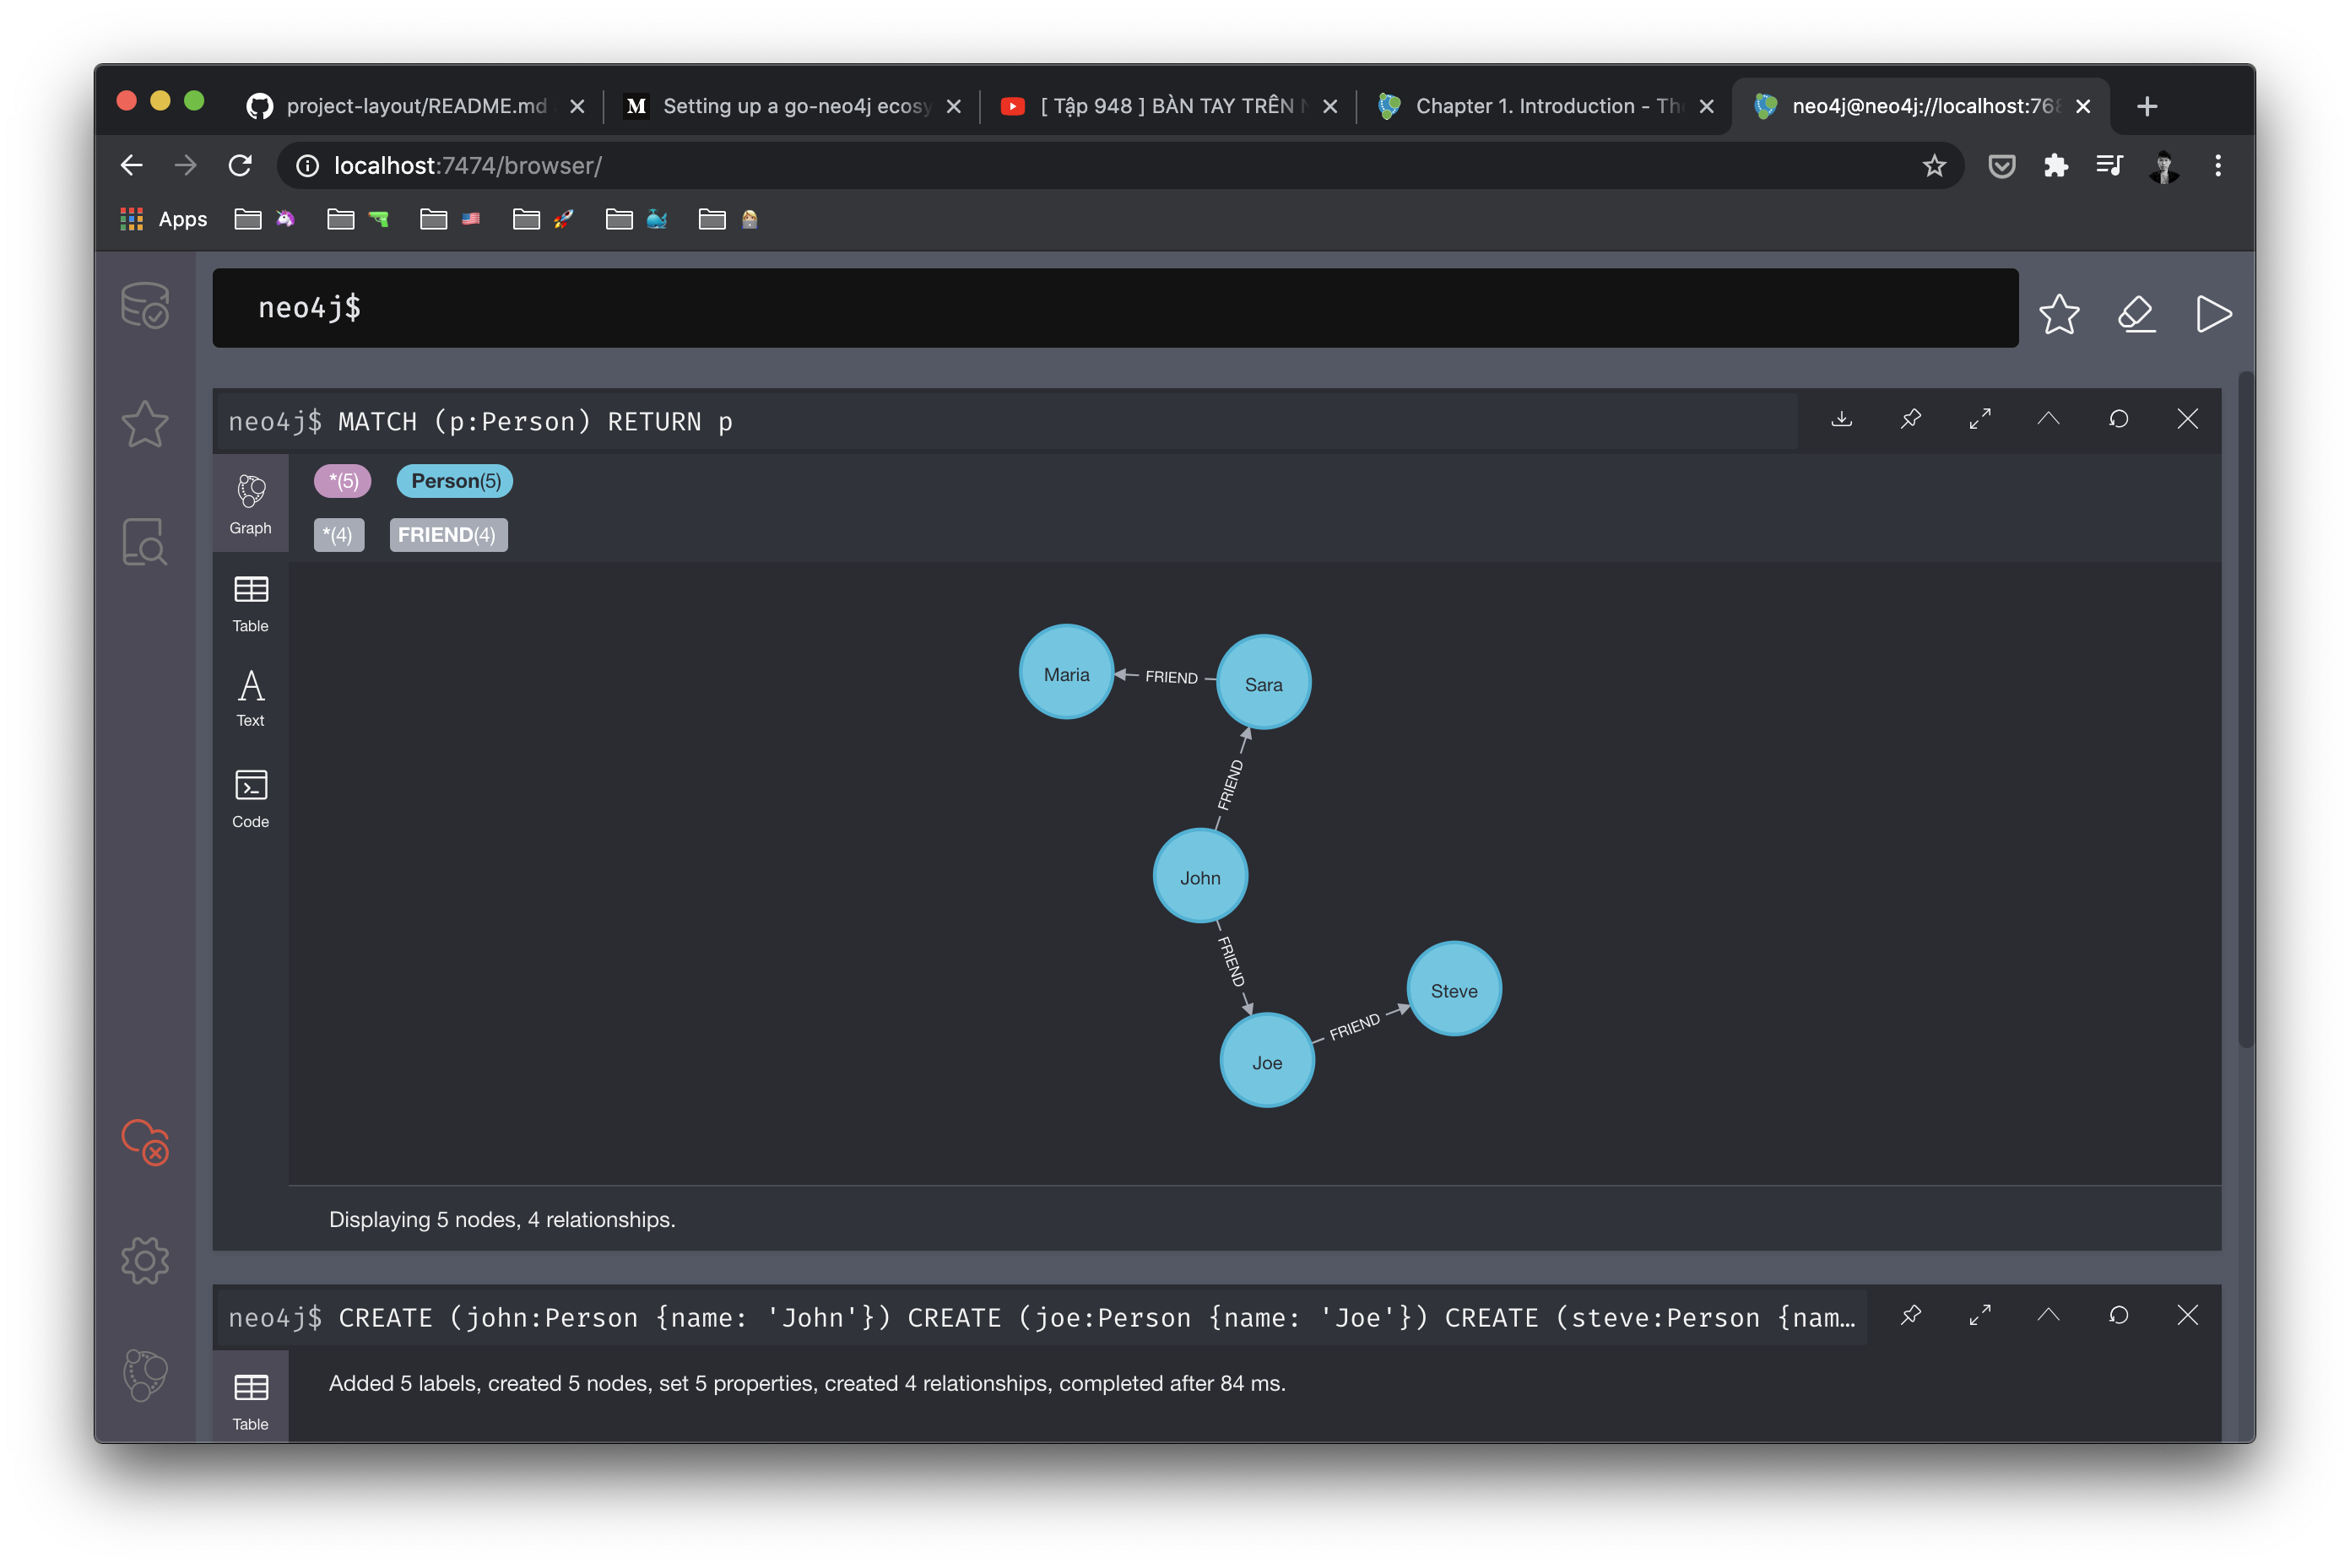 project-layout/README.md
M Setting up a go-neo4j ecosy
[ Tập 948 ] BÀN TAY TRÊN N
Chapter 1. Introduction - The
neo4j@neo4j://localhost:768
localhost:7474/browser/
Apps
neo4j$
neo4j$ MATCH (p:Person) RETURN p
*(5) Person(5)
*(4) FRIEND(4)
Graph
Table
Text
Code
Maria
FRIEND
Sara
FRIEND
John
FRIEND
Steve
FRIEND
Joe
Displaying 5 nodes, 4 relationships.
neo4j$ CREATE (john:Person {name: 'John'}) CREATE (joe:Person {name: 'Joe'}) CREATE (steve:Person {nam…
Table
Added 5 labels, created 5 nodes, set 5 properties, created 4 relationships, completed after 84 ms.